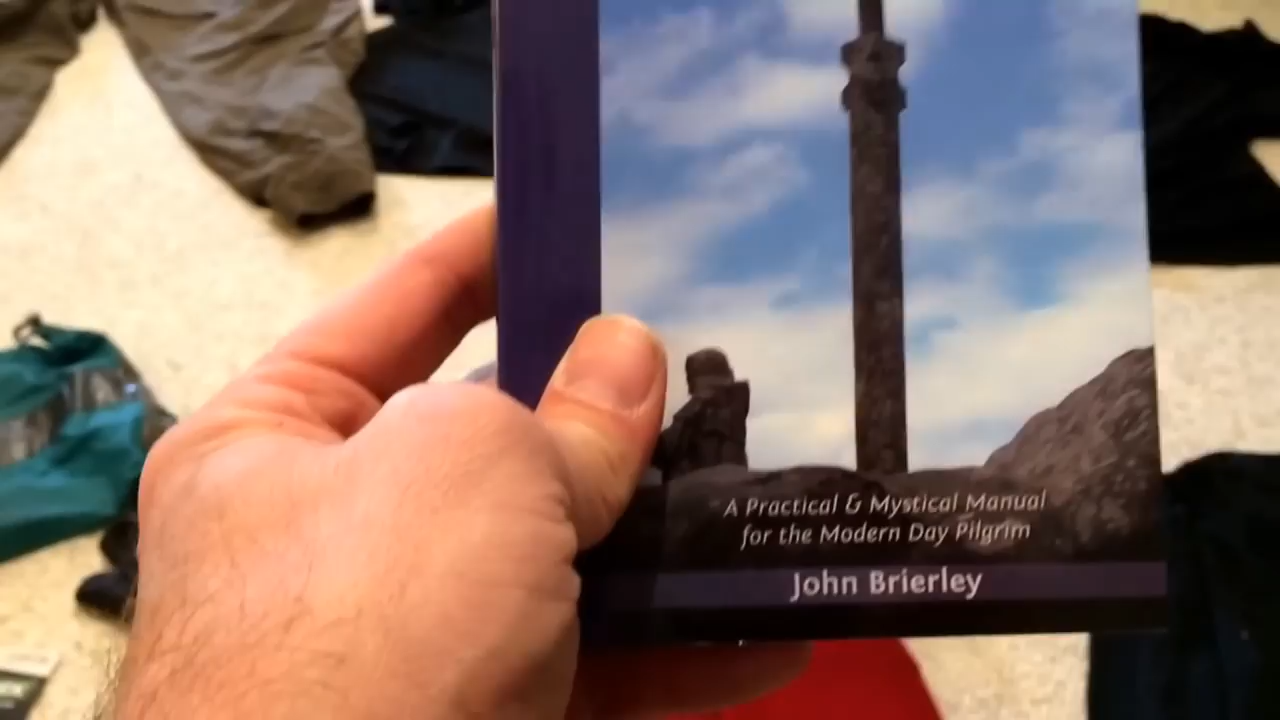 A Practical & Mystical Manual
for the Modern Day Pilgrim
John Brierley